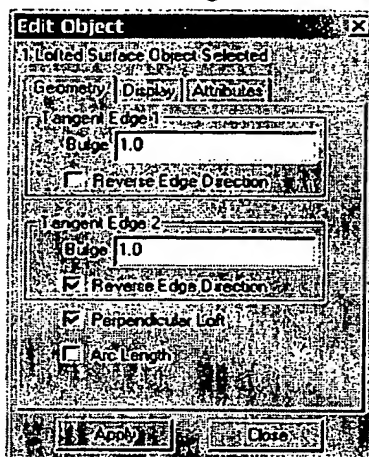 Edit Object
1 Lofted Surface Object Selected
Geometry Display Attributes
Tangent Edge 1
Bulge 1.0
Reverse Edge Direction
Tangent Edge 2
Bulge 1.0
Reverse Edge Direction
Perpendicular Loft
Arc Length
Apply Close